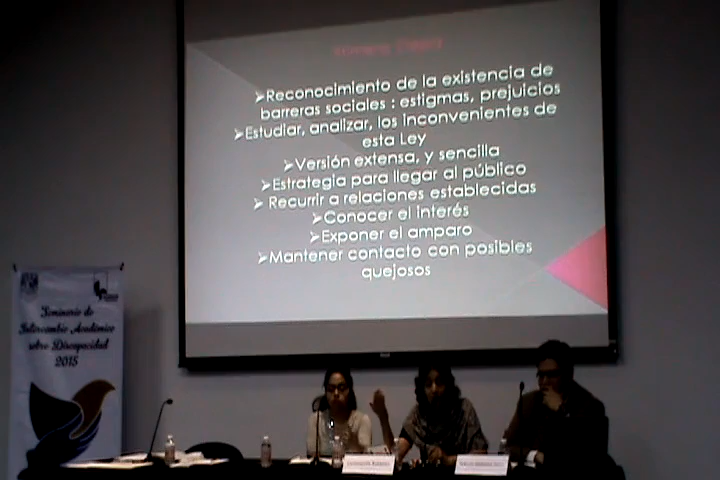 Primera Etapa
➢Reconocimiento de la existencia de
barreras sociales : estigmas, prejuicios
➢Estudiar, analizar, los inconvenientes de
esta Ley
➢Versión extensa, y sencilla
➢Estrategia para llegar al público
➢ Recurrir a relaciones establecidas
➢Conocer el interés
➢Exponer el amparo
➢Mantener contacto con posibles
quejosos
Seminario de
Intercambio Académico
sobre Discapacidad
2015